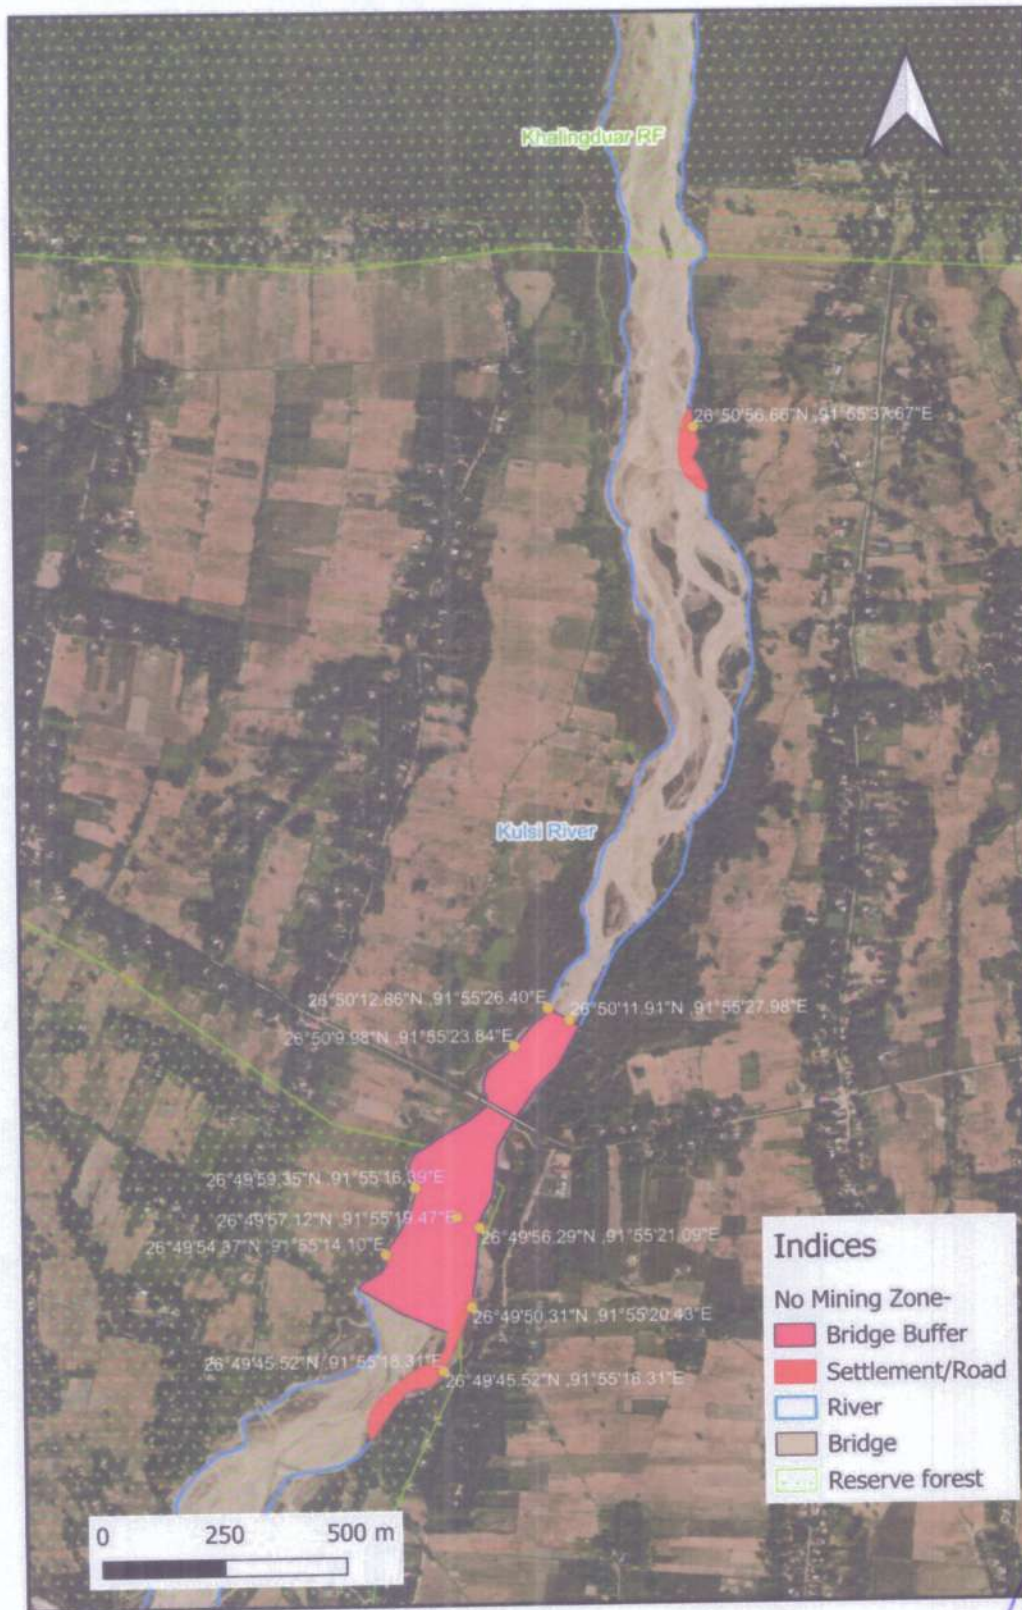 Khalingduar RF
26°50'56.66"N ,91°55'37.67"E
Kulsi River
26°50'12.86"N ,91°55'26.40"E
26°50'11.91"N ,91°55'27.98"E
26°50'9.98"N ,91°55'23.84"E
26°49'59.35"N ,91°55'16.39"E
26°49'57.12"N ,91°55'19.47"E
26°49'56.29"N ,91°55'21.09"E
26°49'54.37"N ,91°55'14.10"E
26°49'50.31"N ,91°55'20.43"E
26°49'45.52"N ,91°55'18.31"E
26°49'45.52"N ,91°55'18.31"E
Indices
No Mining Zone-
Bridge Buffer
Settlement/Road
River
Bridge
Reserve forest
0 250 500 m